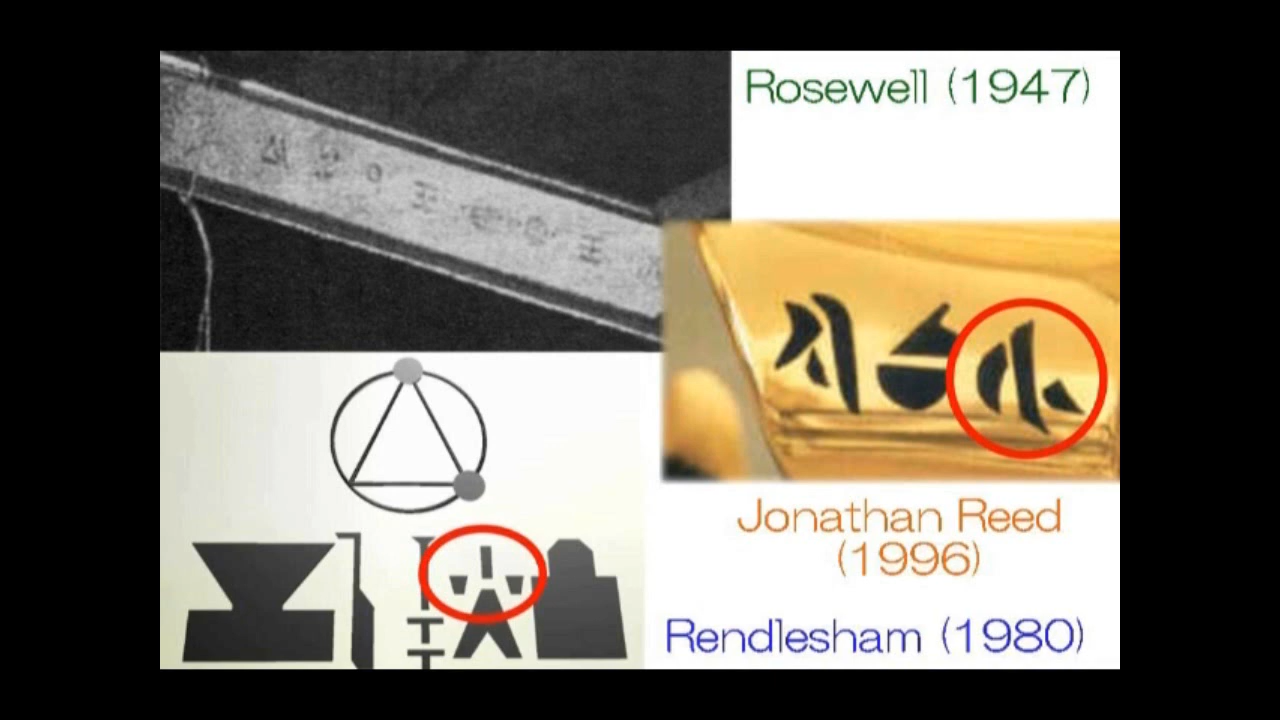 Rosewell (1947)
Jonathan Reed
(1996)
Rendlesham (1980)